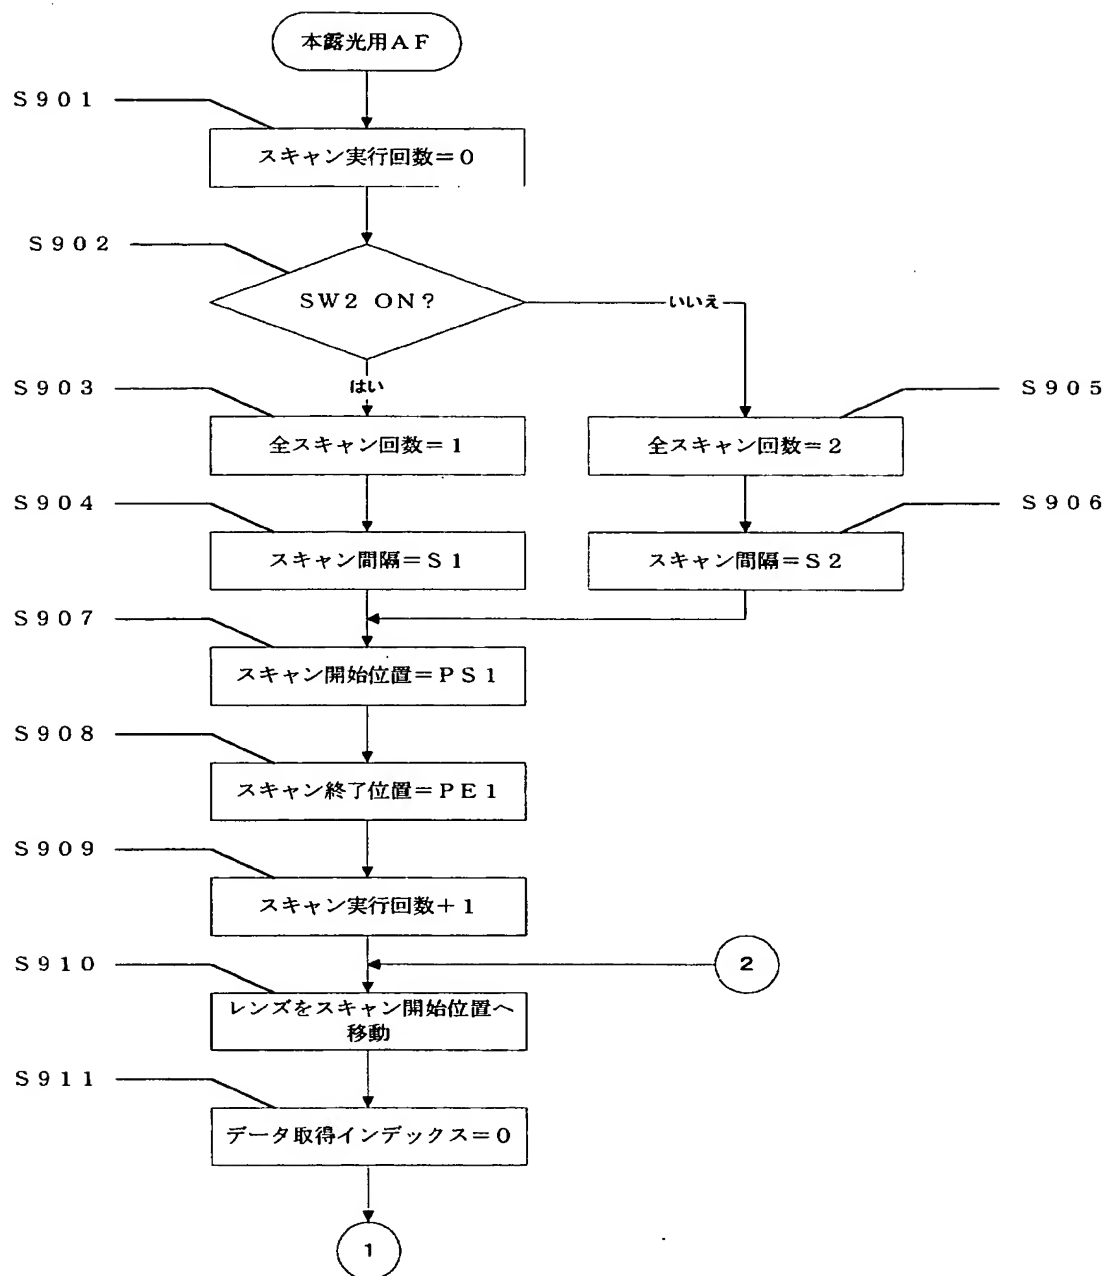 本露光用ＡＦ
Ｓ９０１
スキャン実行回数＝０
Ｓ９０２
ＳＷ２ ＯＮ？
いいえ
はい
Ｓ９０３
Ｓ９０５
全スキャン回数＝１
全スキャン回数＝２
Ｓ９０４
Ｓ９０６
スキャン間隔＝Ｓ１
スキャン間隔＝Ｓ２
Ｓ９０７
スキャン開始位置＝ＰＳ１
Ｓ９０８
スキャン終了位置＝ＰＥ１
Ｓ９０９
スキャン実行回数＋１
Ｓ９１０
2
レンズをスキャン開始位置へ
移動
Ｓ９１１
データ取得インデックス＝０
1